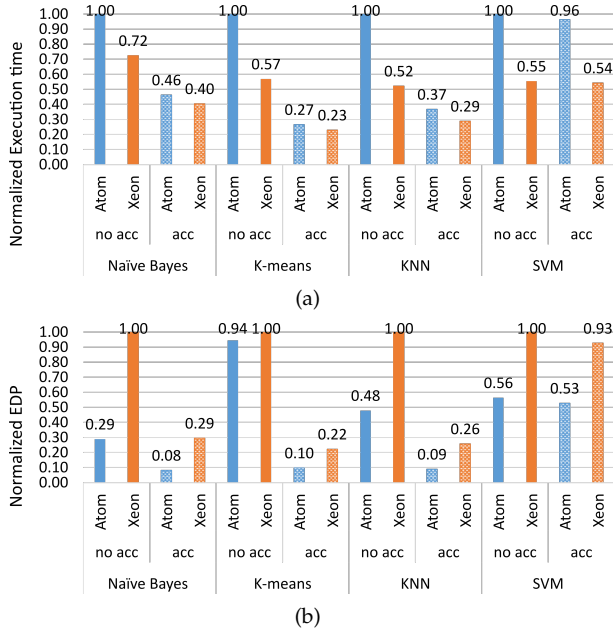 1.00 1.00 1.00 1.00
1.00
0.90
0.80
0.70
0.60
0.50
0.40
0.30
0.20
0.10
0.00
Normalized Execution time
0.72 0.46 0.40 0.57 0.27 0.23 0.52 0.37 0.29 0.55 0.96 0.54
Atom Xeon Atom Xeon Atom Xeon Atom Xeon Atom Xeon Atom Xeon Atom Xeon Atom Xeon
no acc acc no acc acc no acc acc no acc acc
Naïve Bayes K-means KNN SVM
(a)
1.00
0.90
0.80
0.70
0.60
0.50
0.40
0.30
0.20
0.10
0.00
Normalized EDP
0.29 1.00 0.08 0.29 0.94 1.00 0.10 0.22 0.48 1.00 0.09 0.26 0.56 1.00 0.53 0.93
Atom Xeon Atom Xeon Atom Xeon Atom Xeon Atom Xeon Atom Xeon Atom Xeon Atom Xeon
no acc acc no acc acc no acc acc no acc acc
Naïve Bayes K-means KNN SVM
(b)